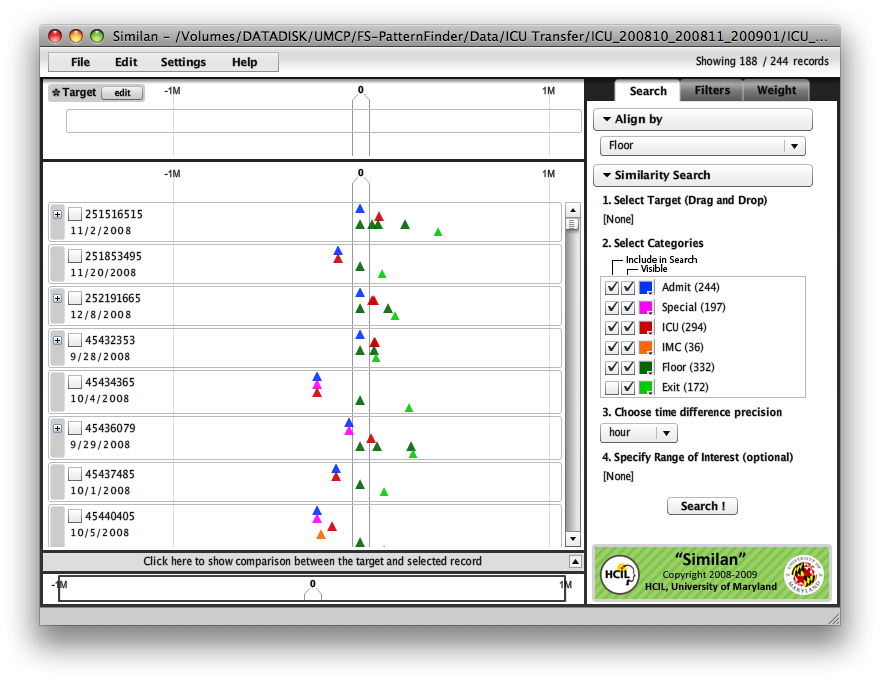 Similan – /Volumes/DATADISK/UMCP/FS-PatternFinder/Data/ICU Transfer/ICU_200810_200811_200901/ICU_...
File Edit Settings Help
Showing 188 / 244 records
* Target edit
-1M 0 1M
-1M 0 1M
251516515
11/2/2008
251853495
11/20/2008
252191665
12/8/2008
45432353
9/28/2008
45434365
10/4/2008
45436079
9/29/2008
45437485
10/1/2008
45440405
10/5/2008
Click here to show comparison between the target and selected record
-1M 0 1M
Search Filters Weight
Align by
Floor
Similarity Search
1. Select Target (Drag and Drop)
[None]
2. Select Categories
Include in Search
Visible
Admit (244)
Special (197)
ICU (294)
IMC (36)
Floor (332)
Exit (172)
3. Choose time difference precision
hour
4. Specify Range of Interest (optional)
[None]
Search !
HCIL
“Similan”
Copyright 2008-2009
HCIL, University of Maryland
UNIVERSITY OF
MARYLAND